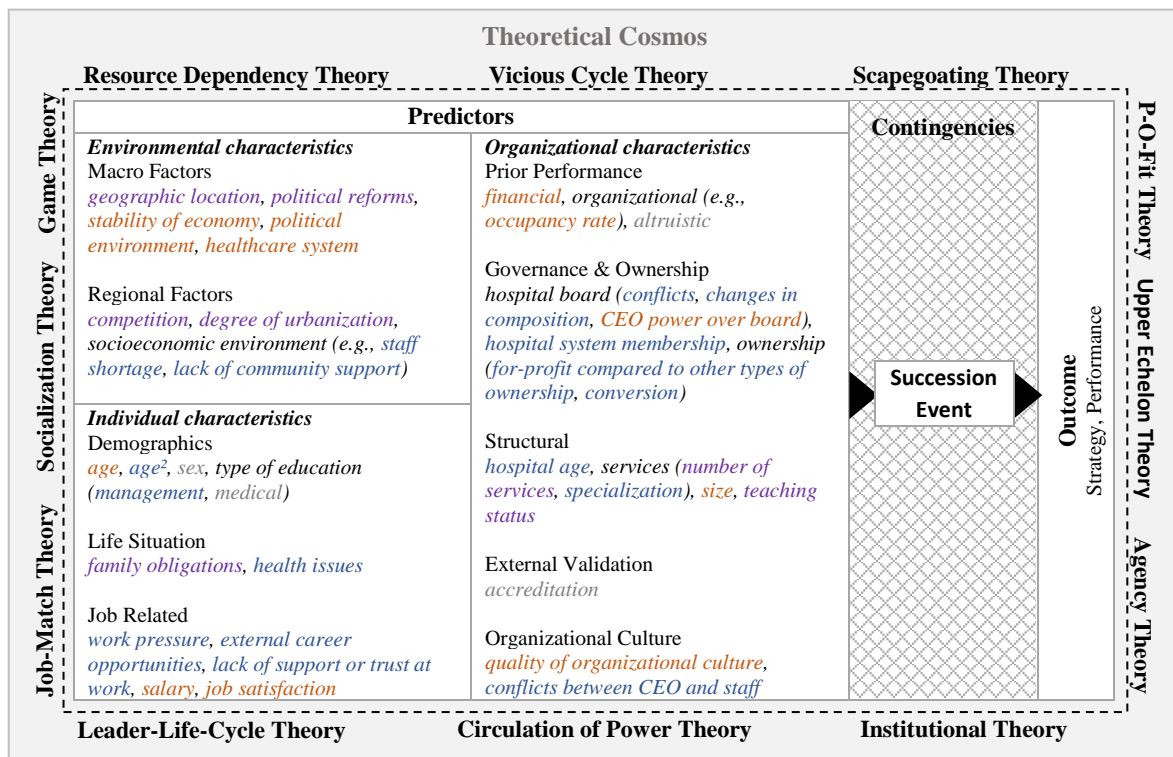 Theoretical Cosmos
Resource Dependency Theory
Vicious Cycle Theory
Scapegoating Theory
Game Theory
Socialization Theory
Job-Match Theory
Predictors
Environmental characteristics
Macro Factors
geographic location, political reforms,
stability of economy, political
environment, healthcare system
Regional Factors
competition, degree of urbanization,
socioeconomic environment (e.g., staff
shortage, lack of community support)
Individual characteristics
Demographics
age, age², sex, type of education
(management, medical)
Life Situation
family obligations, health issues
Job Related
work pressure, external career
opportunities, lack of support or trust at
work, salary, job satisfaction
Organizational characteristics
Prior Performance
financial, organizational (e.g.,
occupancy rate), altruistic
Governance & Ownership
hospital board (conflicts, changes in
composition, CEO power over board),
hospital system membership, ownership
(for-profit compared to other types of
ownership, conversion)
Structural
hospital age, services (number of
services, specialization), size, teaching
status
External Validation
accreditation
Organizational Culture
quality of organizational culture,
conflicts between CEO and staff
Contingencies
Succession
Event
Outcome
Strategy, Performance
P-O-Fit Theory
Upper Echelon Theory
Agency Theory
Leader-Life-Cycle Theory
Circulation of Power Theory
Institutional Theory